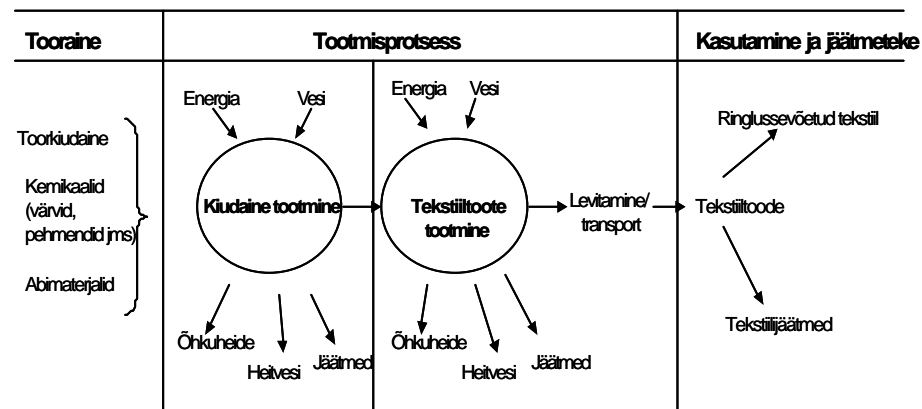 Tooraine
Tootmisprotsess
Kasutamine ja jäätmeteke
Toorkiudaine
Kemikaalid
(värvid,
pehmendid jms)
Abimaterjalid
Energia
Vesi
Kiudaine tootmine
Õhkuheide
Heitvesi
Jäätmed
Energia
Vesi
Tekstiiltoote
tootmine
Õhkuheide
Heitvesi
Jäätmed
Levitamine/
transport
Ringlussevõetud tekstiil
Tekstiiltoode
Tekstiilijäätmed